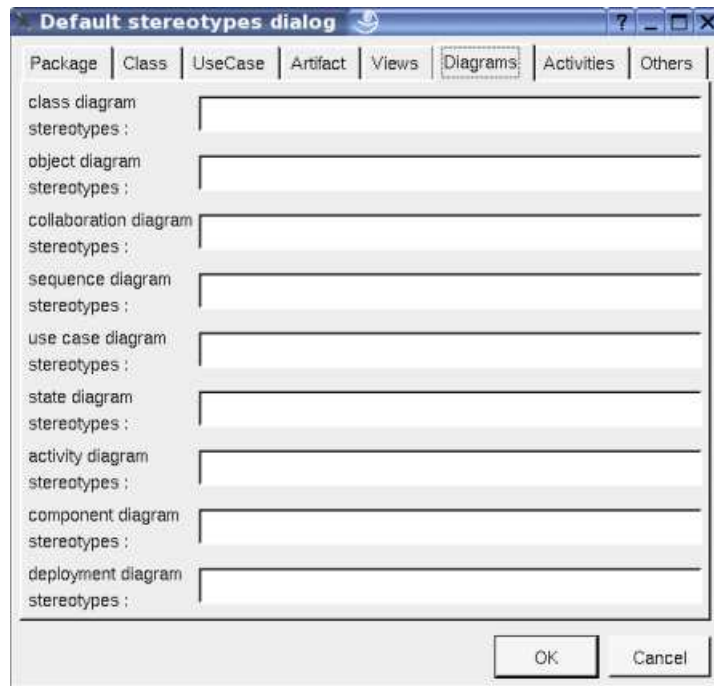 Default stereotypes dialog ? _ □ X
Package Class UseCase Artifact Views Diagrams Activities Others
class diagram
stereotypes :
object diagram
stereotypes :
collaboration diagram
stereotypes :
sequence diagram
stereotypes :
use case diagram
stereotypes :
state diagram
stereotypes :
activity diagram
stereotypes :
component diagram
stereotypes :
deployment diagram
stereotypes :
OK Cancel